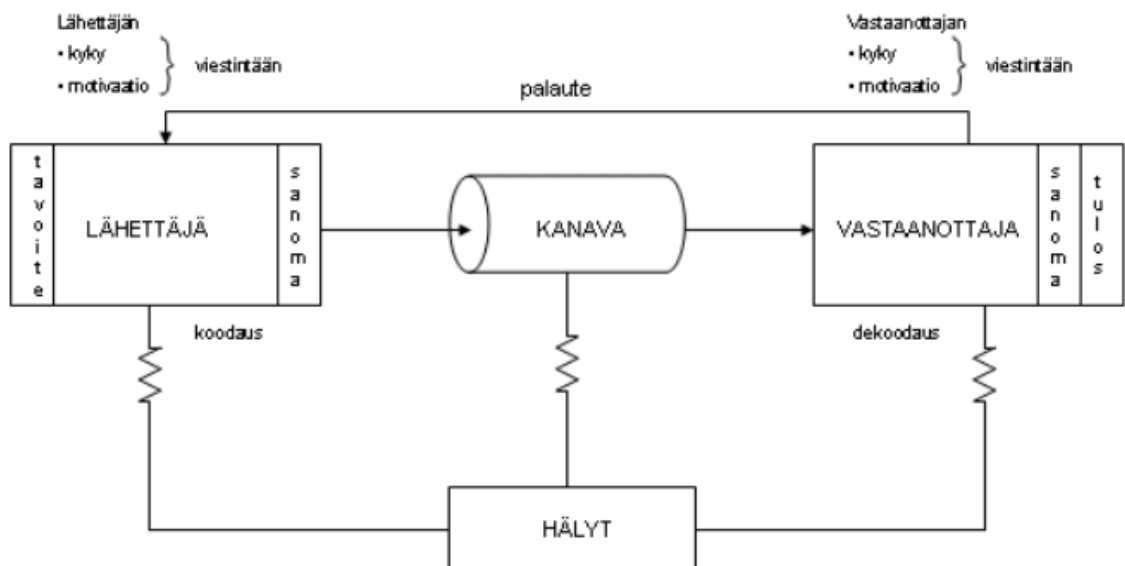 Lähettäjän
• kyky
• motivaatio
viestintään
Vastaanottajan
• kyky
• motivaatio
viestintään
palaute
tavoite
LÄHETTÄJÄ
sanoma
KANAVA
VASTAANOTTAJA
sanoma
tulos
koodaus
dekoodaus
HÄLYT